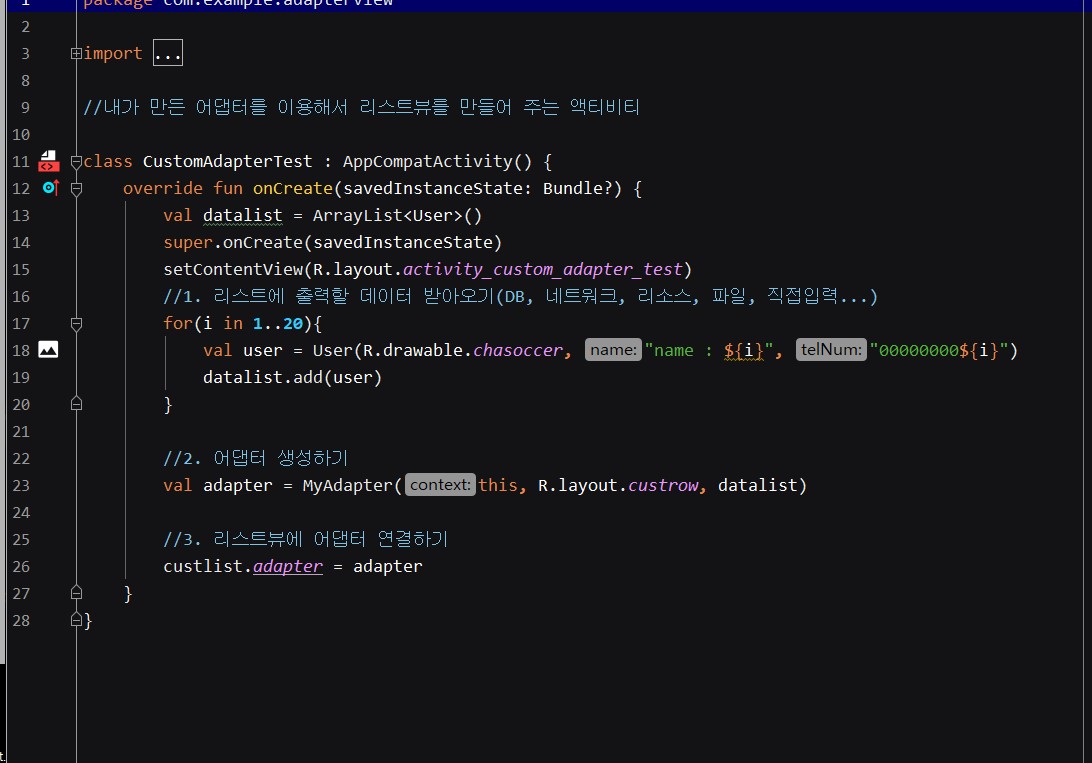 1 package com.example.adapterview
2
3 import ...
8
9 //내가 만든 어댑터를 이용해서 리스트뷰를 만들어 주는 액티비티
10
11 class CustomAdapterTest : AppCompatActivity() {
12 override fun onCreate(savedInstanceState: Bundle?) {
13 val datalist = ArrayList<User>()
14 super.onCreate(savedInstanceState)
15 setContentView(R.layout.activity_custom_adapter_test)
16 //1. 리스트에 출력할 데이터 받아오기(DB, 네트워크, 리소스, 파일, 직접입력...)
17 for(i in 1..20){
18 val user = User(R.drawable.chasoccer, name: "name : ${i}", telNum: "00000000${i}")
19 datalist.add(user)
20 }
21
22 //2. 어댑터 생성하기
23 val adapter = MyAdapter( context: this, R.layout.custrow, datalist)
24
25 //3. 리스트뷰에 어댑터 연결하기
26 custlist.adapter = adapter
27 }
28 }